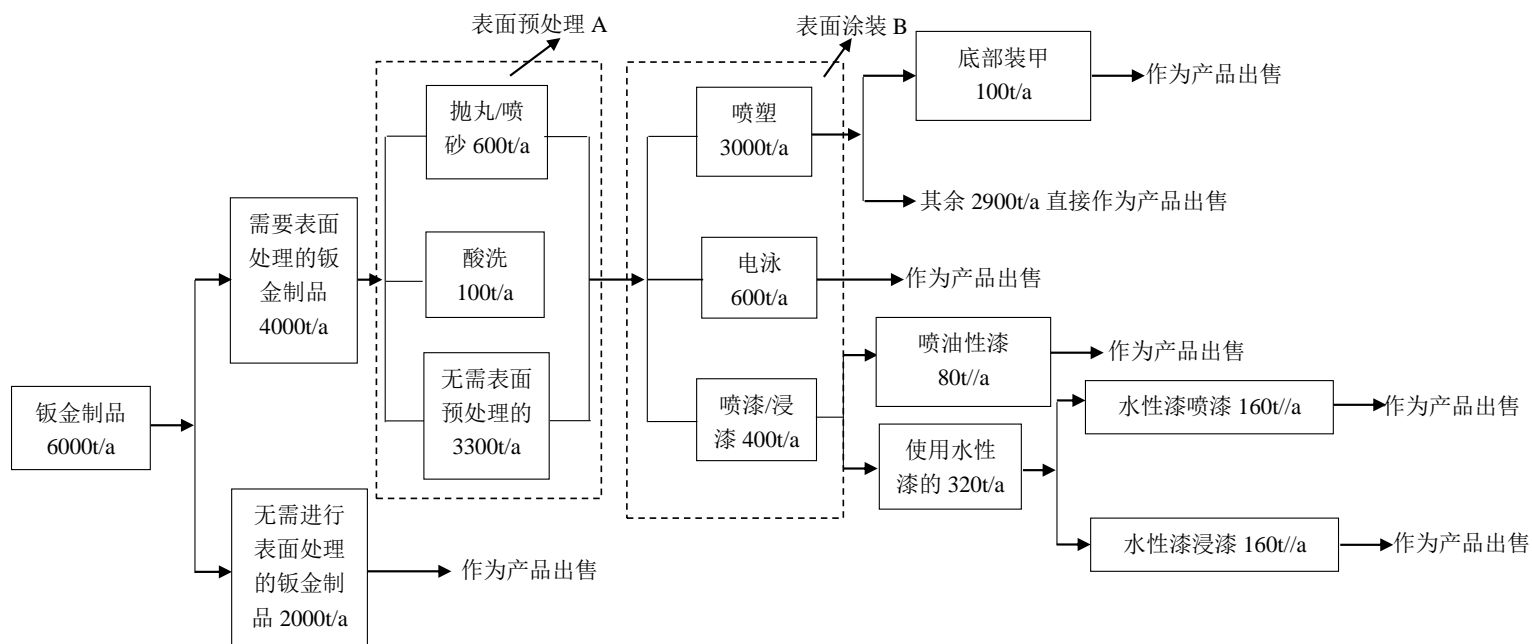 表面预处理 A
表面涂装 B
底部装甲
100t/a
作为产品出售
抛丸/喷
砂 600t/a
喷塑
3000t/a
其余 2900t/a 直接作为产品出售
需要表面
处理的钣
金制品
4000t/a
酸洗
100t/a
电泳
600t/a
作为产品出售
喷油性漆
80t//a
作为产品出售
无需表面
预处理的
3300t/a
喷漆/浸
漆 400t/a
钣金制品
6000t/a
水性漆喷漆 160t//a
作为产品出售
使用水性
漆的 320t/a
无需进行
表面处理
的钣金制
品 2000t/a
作为产品出售
水性漆浸漆 160t//a
作为产品出售